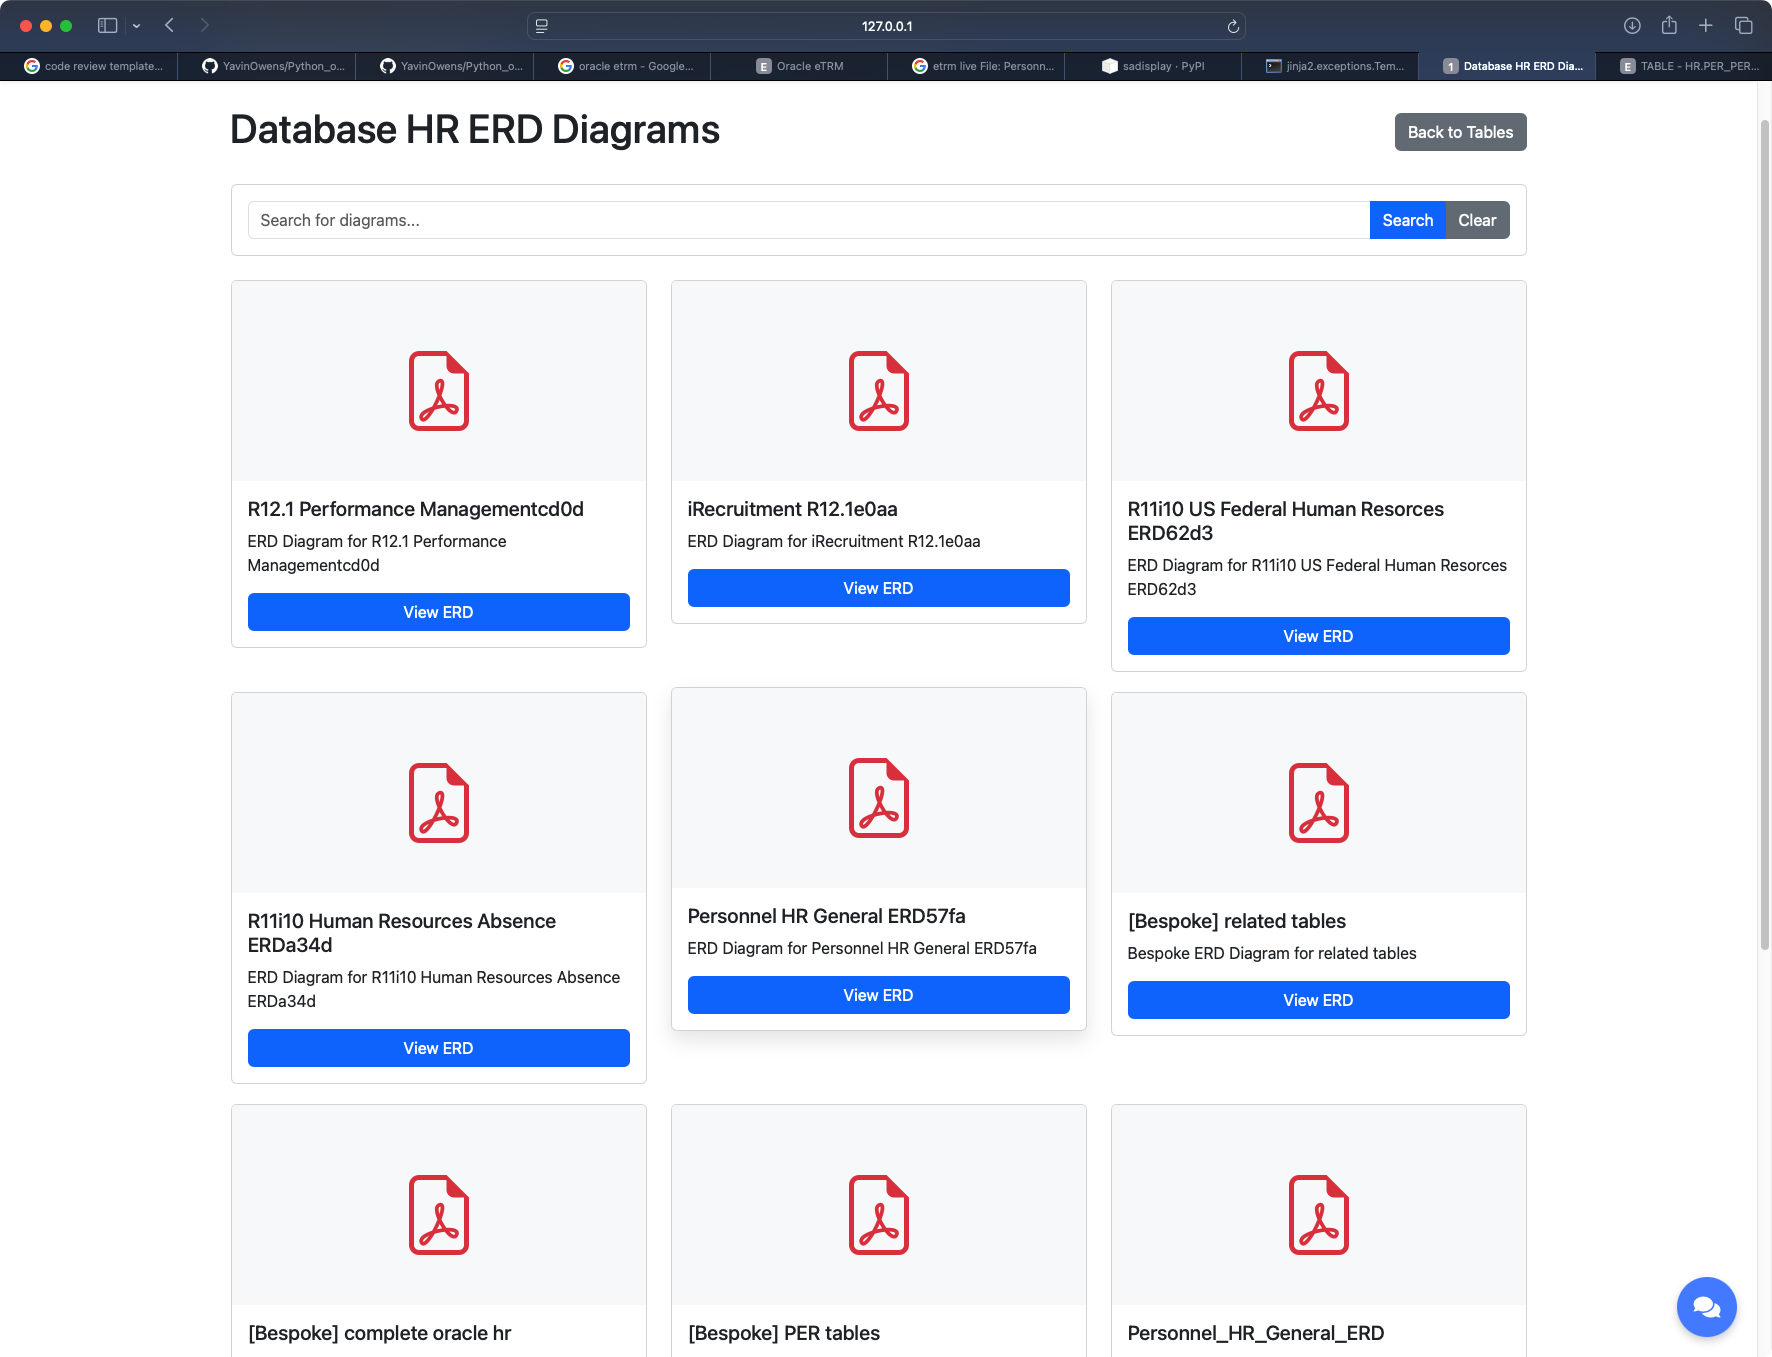 127.0.0.1
code review template...
YavinOwens/Python_o...
YavinOwens/Python_o...
oracle etrm - Google...
E Oracle eTRM
etrm live File: Personn...
sadisplay · PyPI
jinja2.exceptions.Tem...
1 Database HR ERD Dia...
E TABLE - HR.PER_PER...
Database HR ERD Diagrams
Back to Tables
Search for diagrams...
Search
Clear
R12.1 Performance Managementcd0d
ERD Diagram for R12.1 Performance
Managementcd0d
View ERD
iRecruitment R12.1e0aa
ERD Diagram for iRecruitment R12.1e0aa
View ERD
R11i10 US Federal Human Resorces
ERD62d3
ERD Diagram for R11i10 US Federal Human Resorces
ERD62d3
View ERD
R11i10 Human Resources Absence
ERDa34d
ERD Diagram for R11i10 Human Resources Absence
ERDa34d
View ERD
Personnel HR General ERD57fa
ERD Diagram for Personnel HR General ERD57fa
View ERD
[Bespoke] related tables
Bespoke ERD Diagram for related tables
View ERD
[Bespoke] complete oracle hr
[Bespoke] PER tables
Personnel_HR_General_ERD